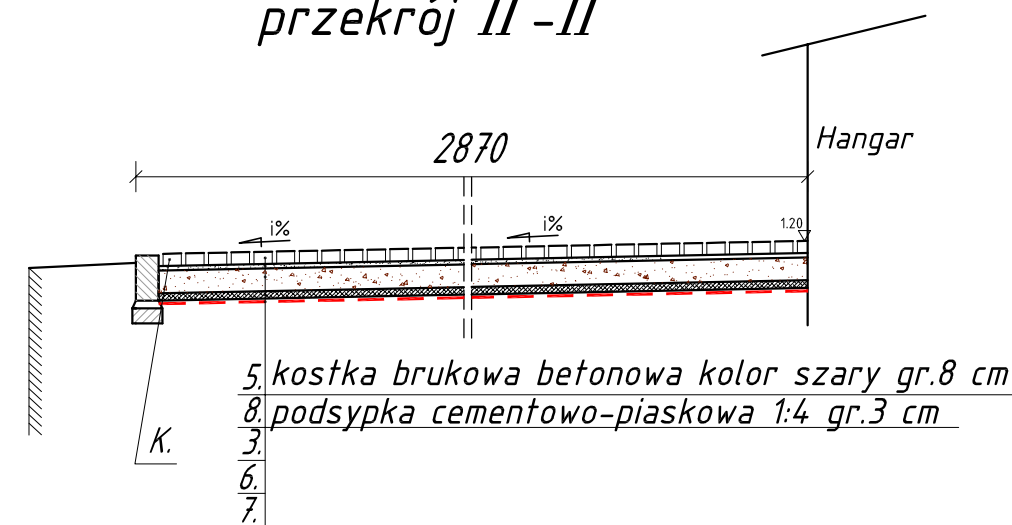 przekrój II -II
Hangar
2870
i%
i%
1.20
5. kostka brukowa betonowa kolor szary gr.8 cm
8. podsypka cementowo-piaskowa 1:4 gr.3 cm
K.
3.
6.
7.